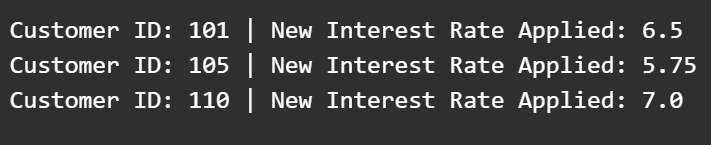 Customer ID: 101 | New Interest Rate Applied: 6.5
Customer ID: 105 | New Interest Rate Applied: 5.75
Customer ID: 110 | New Interest Rate Applied: 7.0